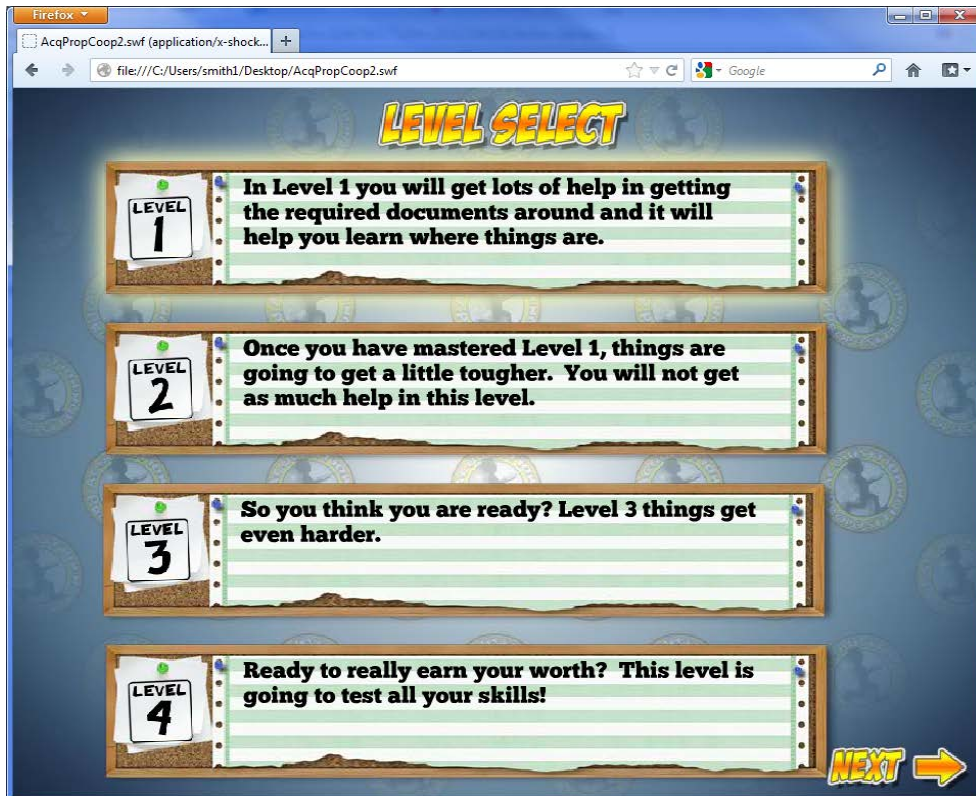 Firefox
AcqPropCoop2.swf (application/x-shock...
file:///C:/Users/smith1/Desktop/AcqPropCoop2.swf
Google
LEVEL SELECT
LEVEL
1
In Level 1 you will get lots of help in getting
the required documents around and it will
help you learn where things are.
LEVEL
2
Once you have mastered Level 1, things are
going to get a little tougher. You will not get
as much help in this level.
LEVEL
3
So you think you are ready? Level 3 things get
even harder.
LEVEL
4
Ready to really earn your worth? This level is
going to test all your skills!
NEXT